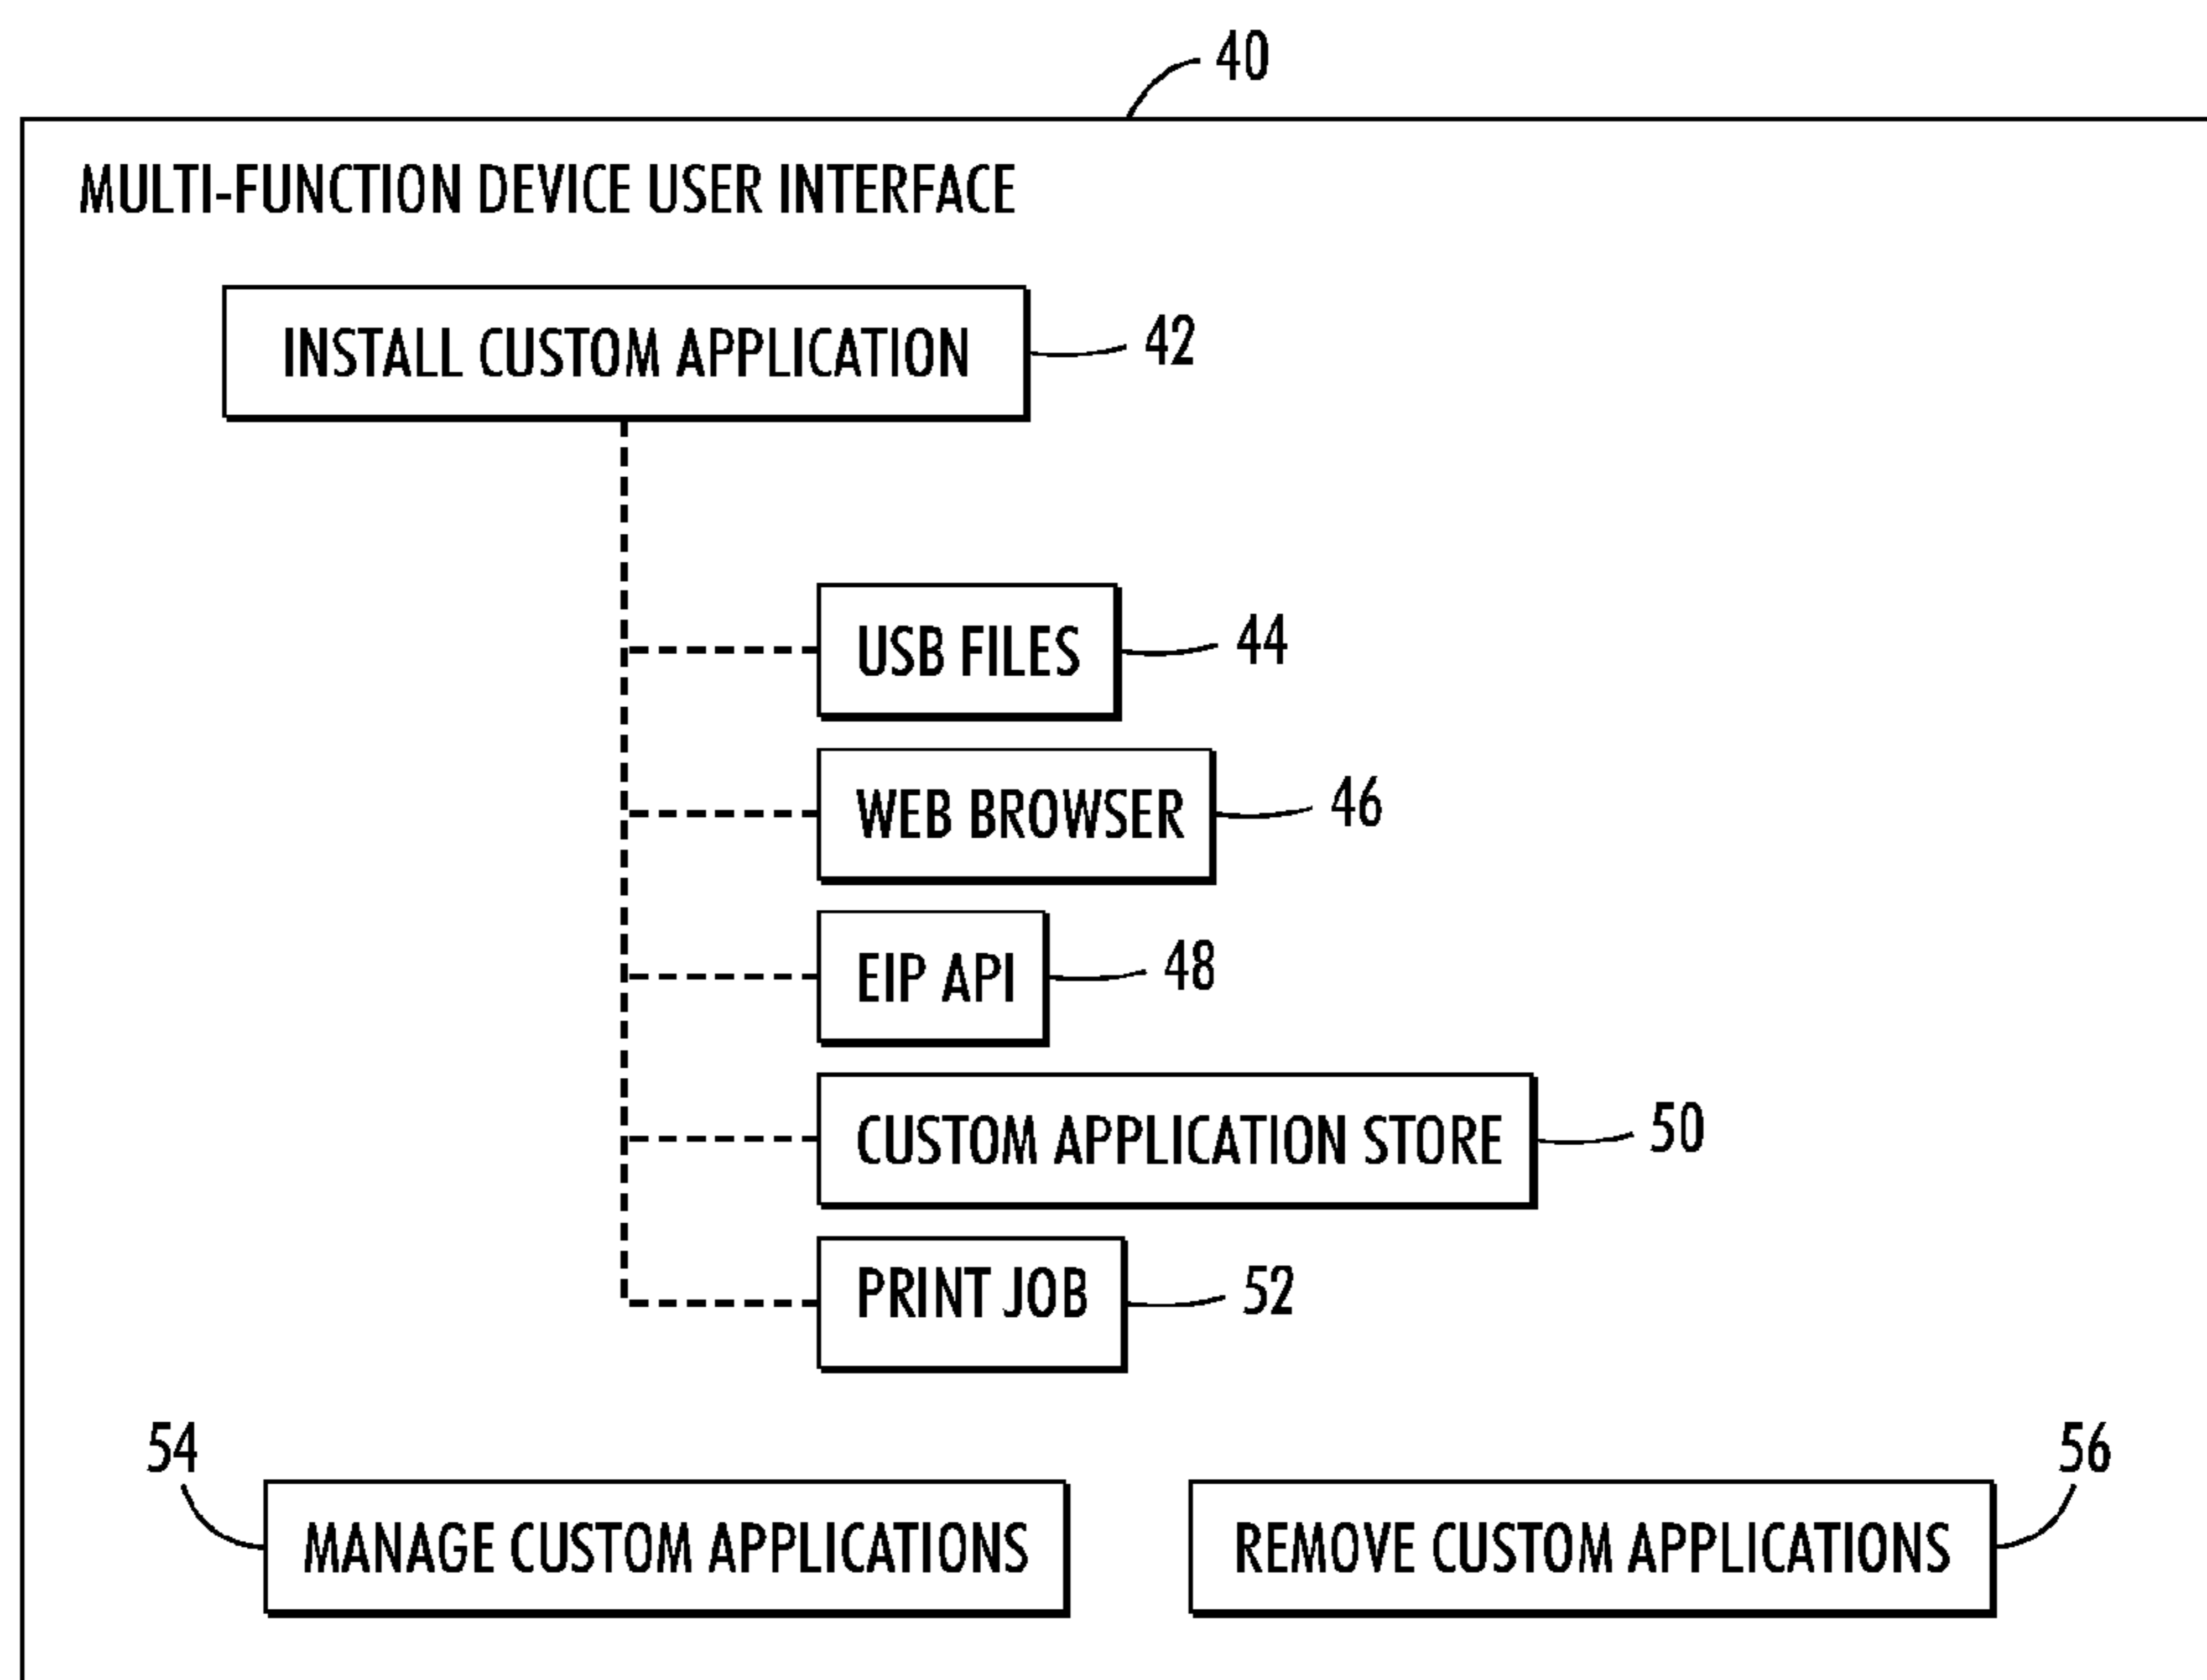 40
MULTI-FUNCTION DEVICE USER INTERFACE
INSTALL CUSTOM APPLICATION
42
USB FILES
44
WEB BROWSER
46
EIP API
48
CUSTOM APPLICATION STORE
50
PRINT JOB
52
54
56
MANAGE CUSTOM APPLICATIONS
REMOVE CUSTOM APPLICATIONS